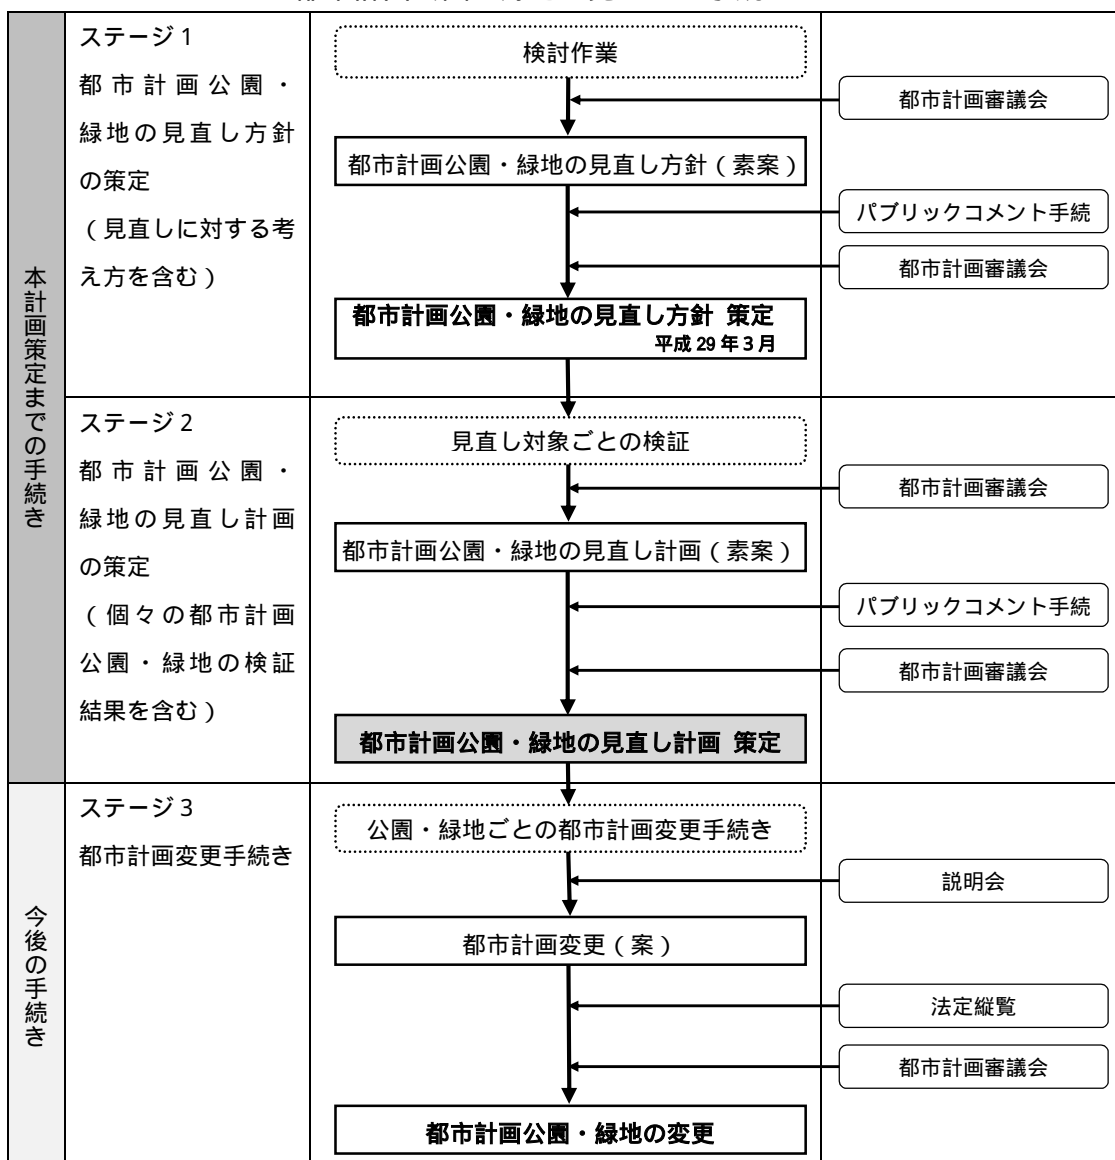 本計画策定までの手続き
ステージ1
都市計画公園・
緑地の見直し方針
の策定
(見直しに対する考
え方を含む)
検討作業
都市計画審議会
都市計画公園・緑地の見直し方針(素案)
パブリックコメント手続
都市計画審議会
都市計画公園・緑地の見直し方針 策定
平成29年3月
ステージ2
都市計画公園・
緑地の見直し計画
の策定
(個々の都市計画
公園・緑地の検証
結果を含む)
見直し対象ごとの検証
都市計画審議会
都市計画公園・緑地の見直し計画(素案)
パブリックコメント手続
都市計画審議会
都市計画公園・緑地の見直し計画 策定
今後の手続き
ステージ3
都市計画変更手続き
公園・緑地ごとの都市計画変更手続き
説明会
都市計画変更(案)
法定縦覧
都市計画審議会
都市計画公園・緑地の変更